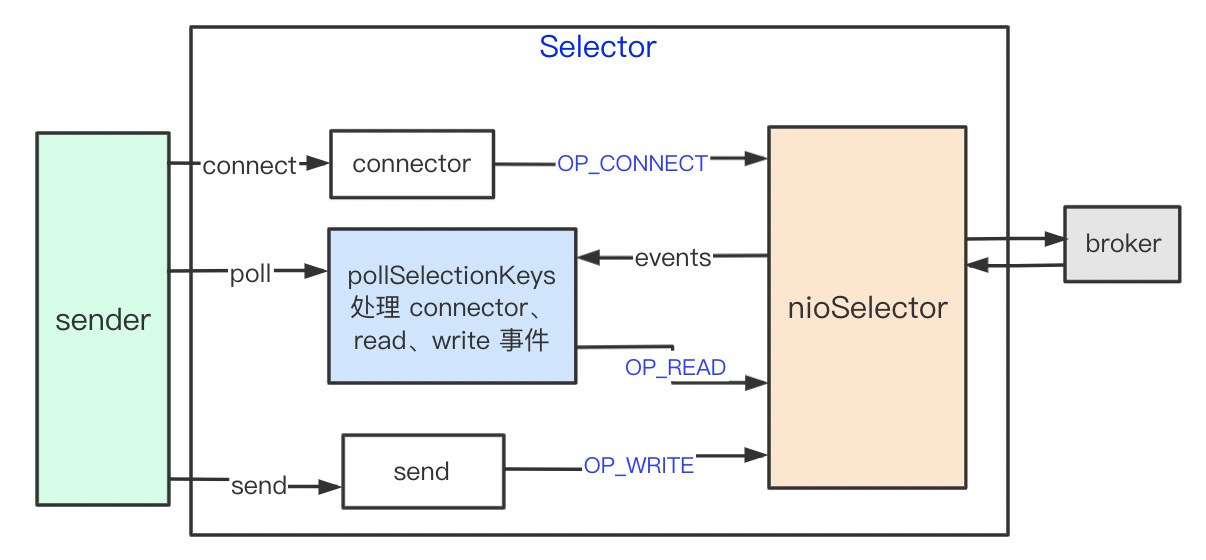 Selector
sender
connect
connector
OP_CONNECT
poll
pollSelectionKeys
处理 connector、
read、write 事件
events
OP_READ
send
send
OP_WRITE
nioSelector
broker